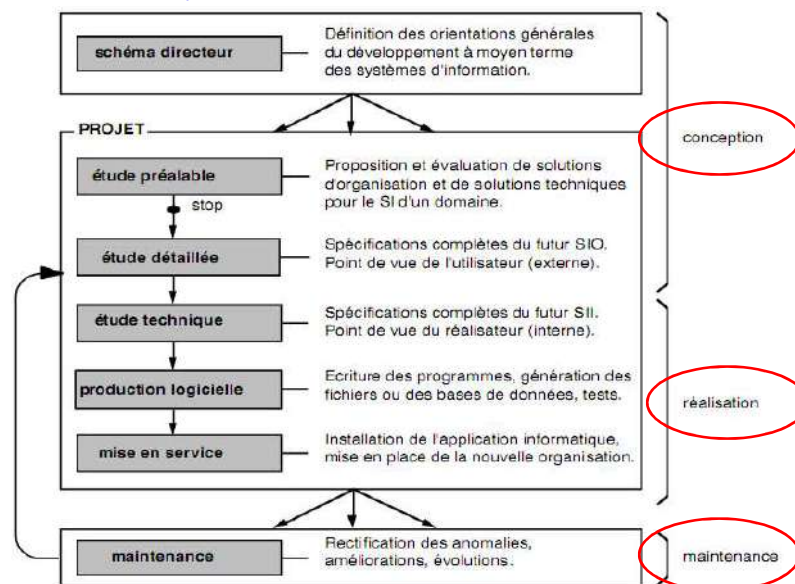 schéma directeur
Définition des orientations générales
du développement à moyen terme
des systèmes d'information.
PROJET
conception
étude préalable
Proposition et évaluation de solutions
d'organisation et de solutions techniques
pour le SI d'un domaine.
stop
étude détaillée
Spécifications complètes du futur SIO.
Point de vue de l'utilisateur (externe).
étude technique
Spécifications complètes du futur SII.
Point de vue du réalisateur (interne).
production logicielle
Ecriture des programmes, génération des
fichiers ou des bases de données, tests.
réalisation
mise en service
Installation de l'application informatique,
mise en place de la nouvelle organisation.
maintenance
Rectification des anomalies,
améliorations, évolutions.
maintenance